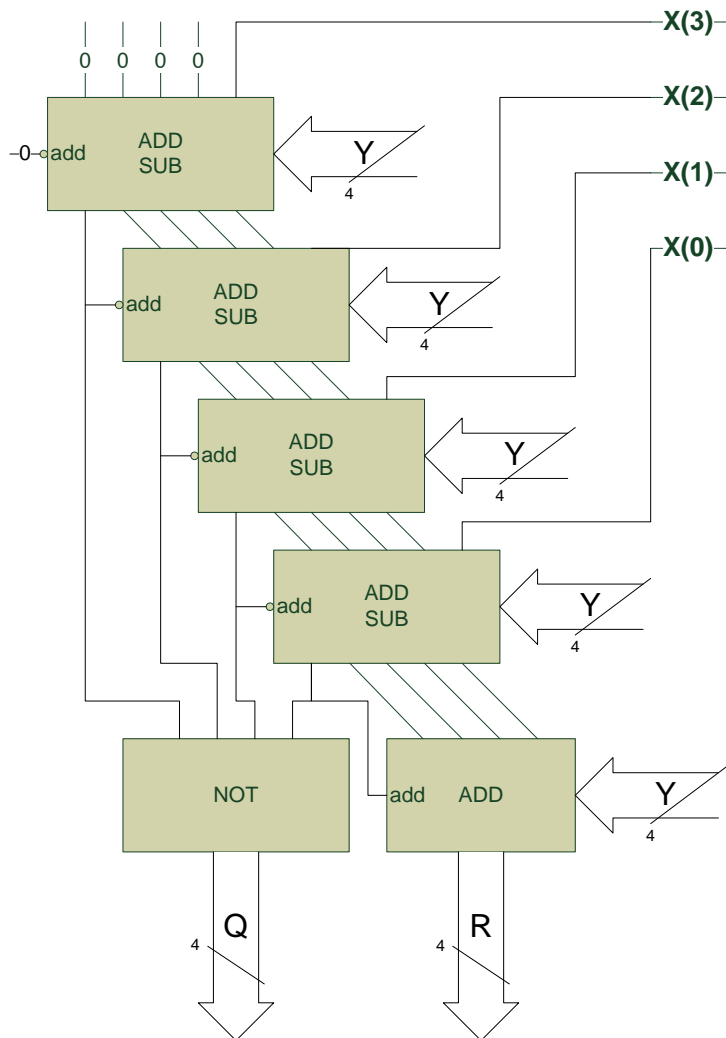 X(3)
0 0 0 0
X(2)
0 add ADD
SUB
Y
4
X(1)
X(0)
add ADD
SUB
Y
4
add ADD
SUB
Y
4
add ADD
SUB
Y
4
NOT
add ADD
Y
4
Q
4
R
4